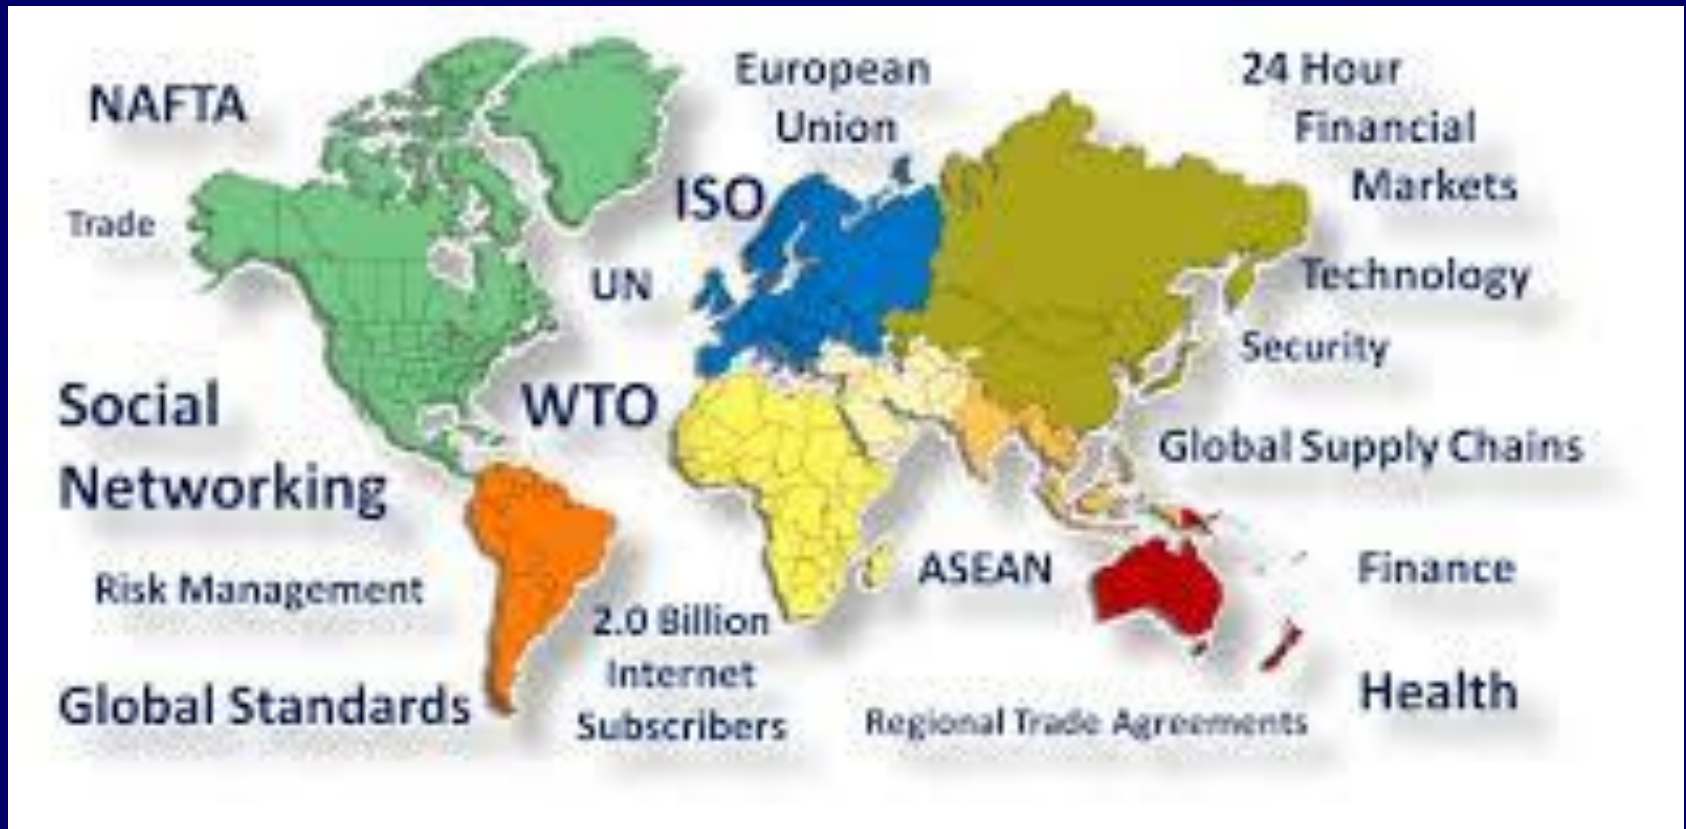 NAFTA
European
Union
24 Hour
Financial
Markets
ISO
Trade
UN
Technology
Security
Social
Networking
WTO
Global Supply Chains
ASEAN
Finance
Risk Management
2.0 Billion
Internet
Subscribers
Global Standards
Regional Trade Agreements
Health